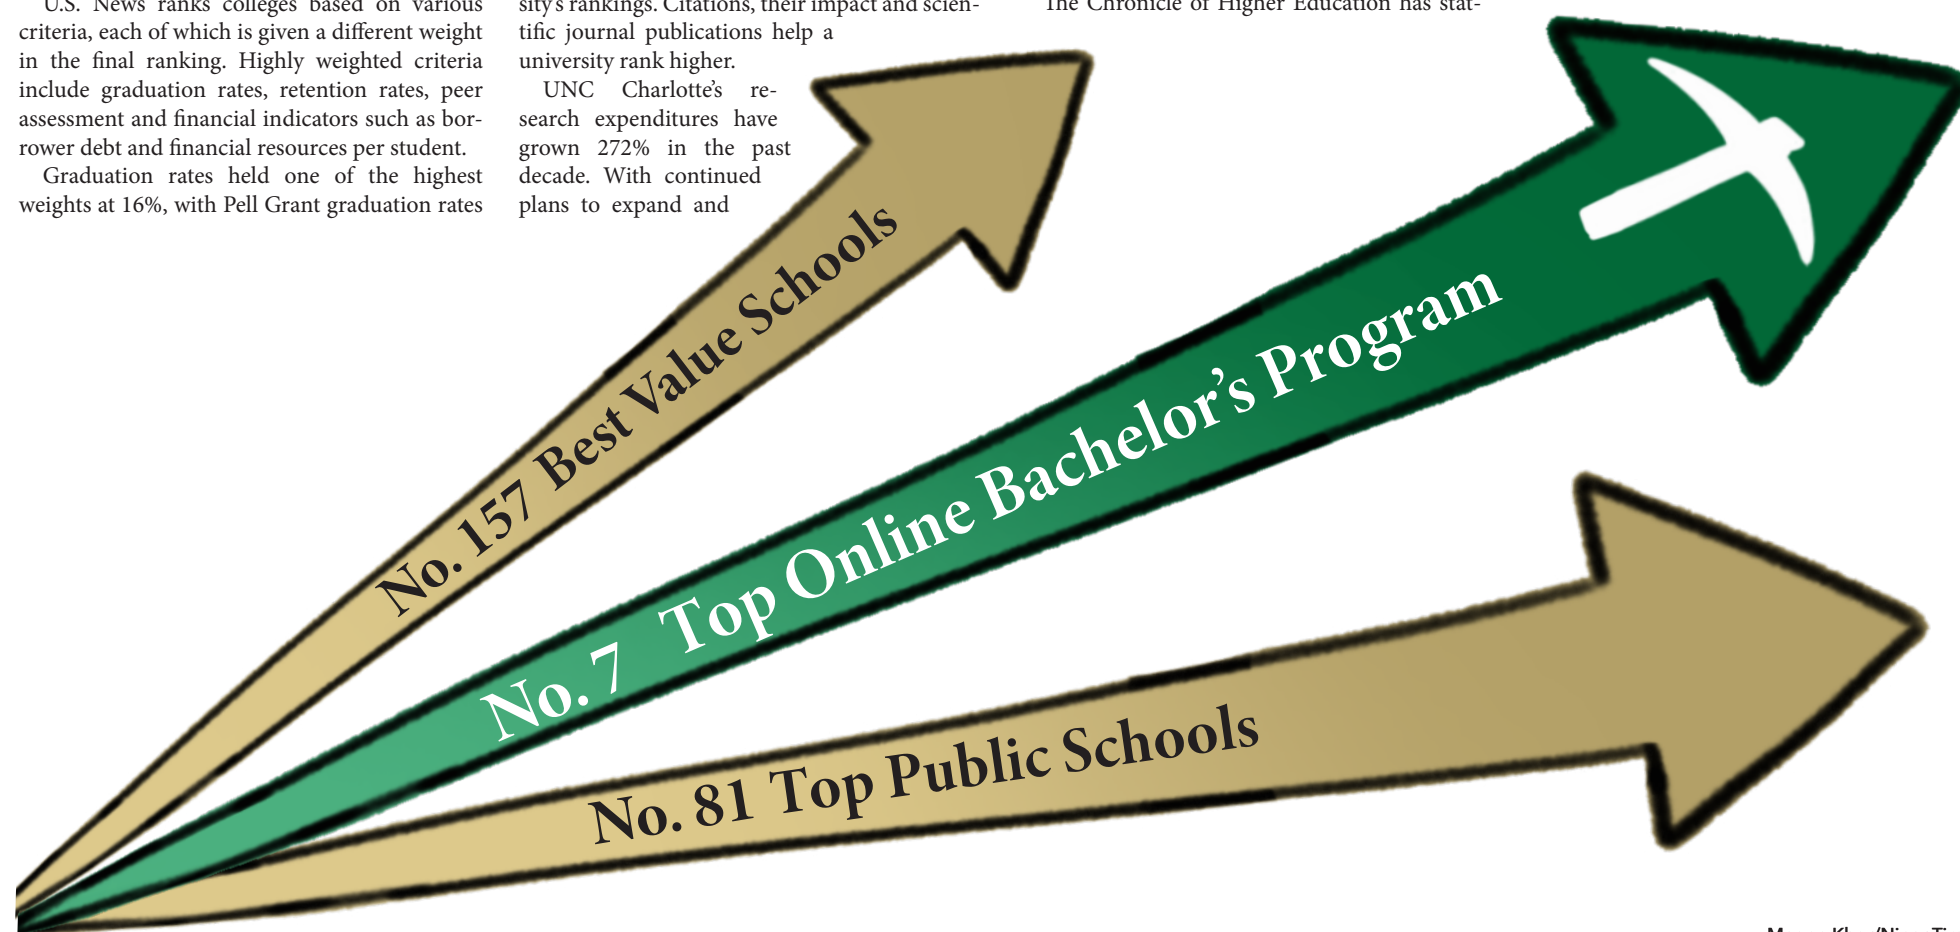 U.S. News ranks colleges based on various
criteria, each of which is given a different weight
in the final ranking. Highly weighted criteria
include graduation rates, retention rates, peer
assessment and financial indicators such as bor-
rower debt and financial resources per student.
Graduation rates held one of the highest
weights at 16%, with Pell Grant graduation rates
sity's rankings. Citations, their impact and scien-
tific journal publications help a
university rank higher.
UNC Charlotte's re-
search expenditures have
grown 272% in the past
decade. With continued
plans to expand and
The Chronicle of Higher Education has stat-
No. 157 Best Value Schools
No. 7 Top Online Bachelor's Program
No. 81 Top Public Schools